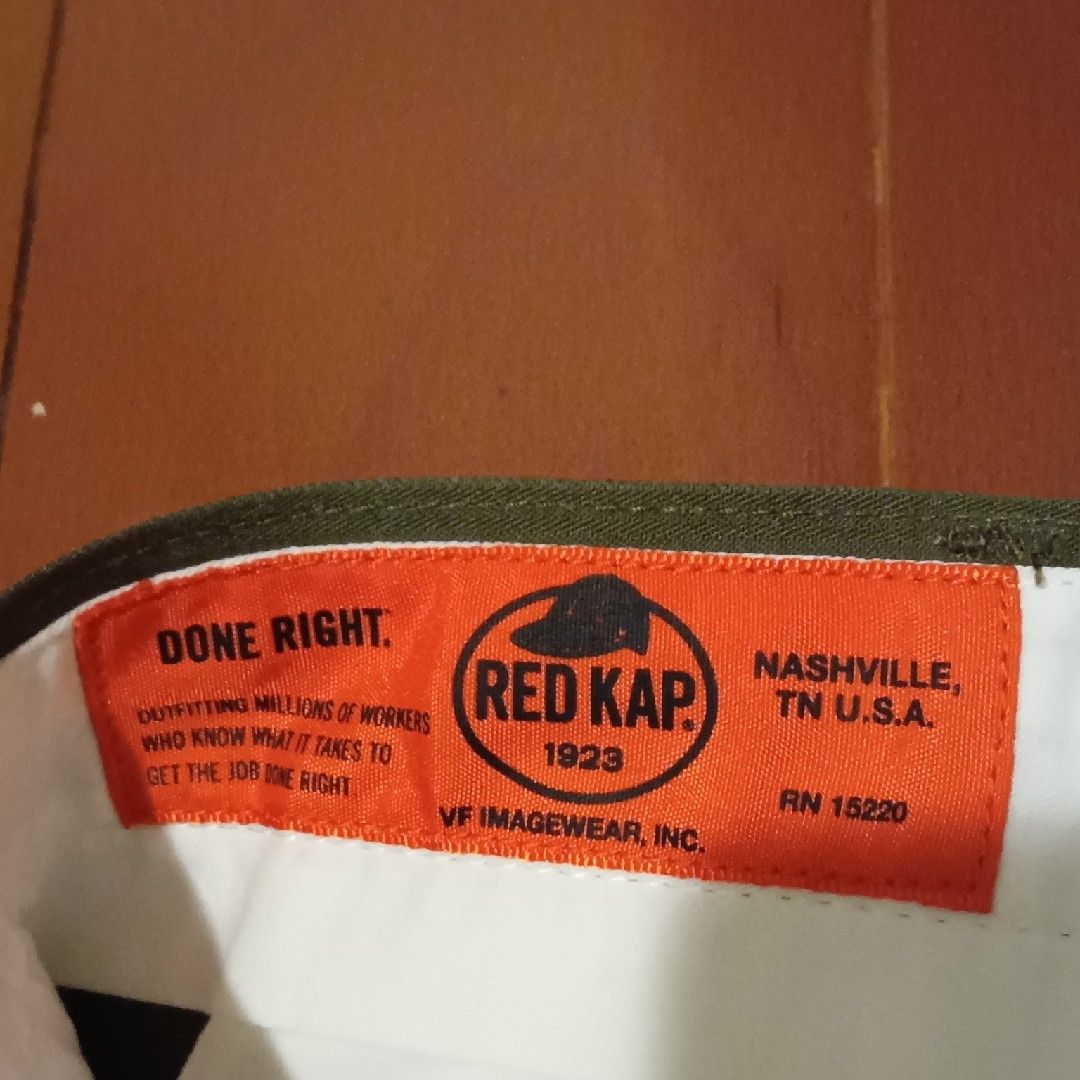 DONE RIGHT.
OUTFITTING MILLIONS OF WORKERS
WHO KNOW WHAT IT TAKES TO
GET THE JOB DONE RIGHT
RED KAP.
1923
VF IMAGEWEAR, INC.
NASHVILLE,
TN U.S.A.
RN 15220